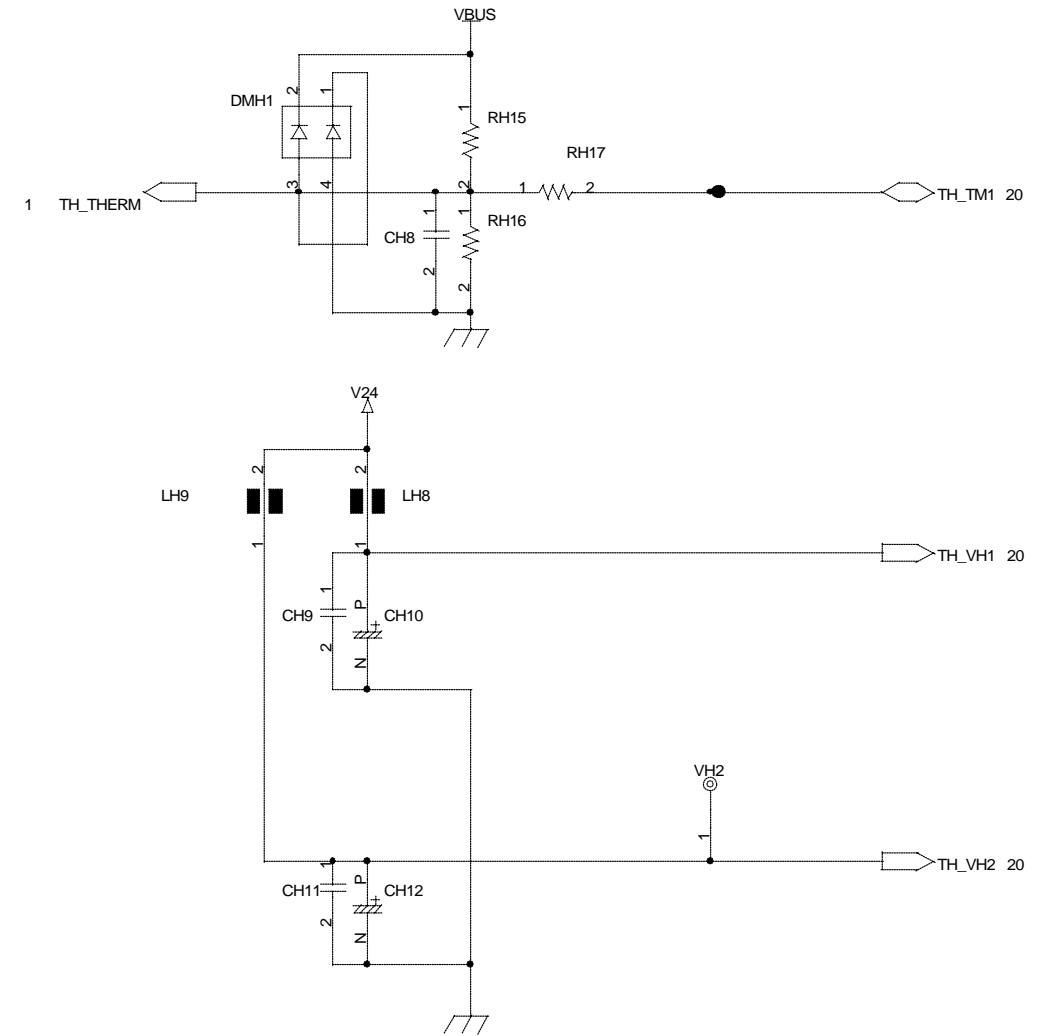 VBUS
2
1
DMH1
1
RH15
RH17
3
4
2
1
2
1 TH_THERM
TH_TM1 20
1
1
RH16
CH8
2
2
V24
2
2
LH9
LH8
1
1
TH_VH1 20
1
P
CH9
+
CH10
2
N
VH2
1
1
TH_VH2 20
P
CH11
+
CH12
2
N